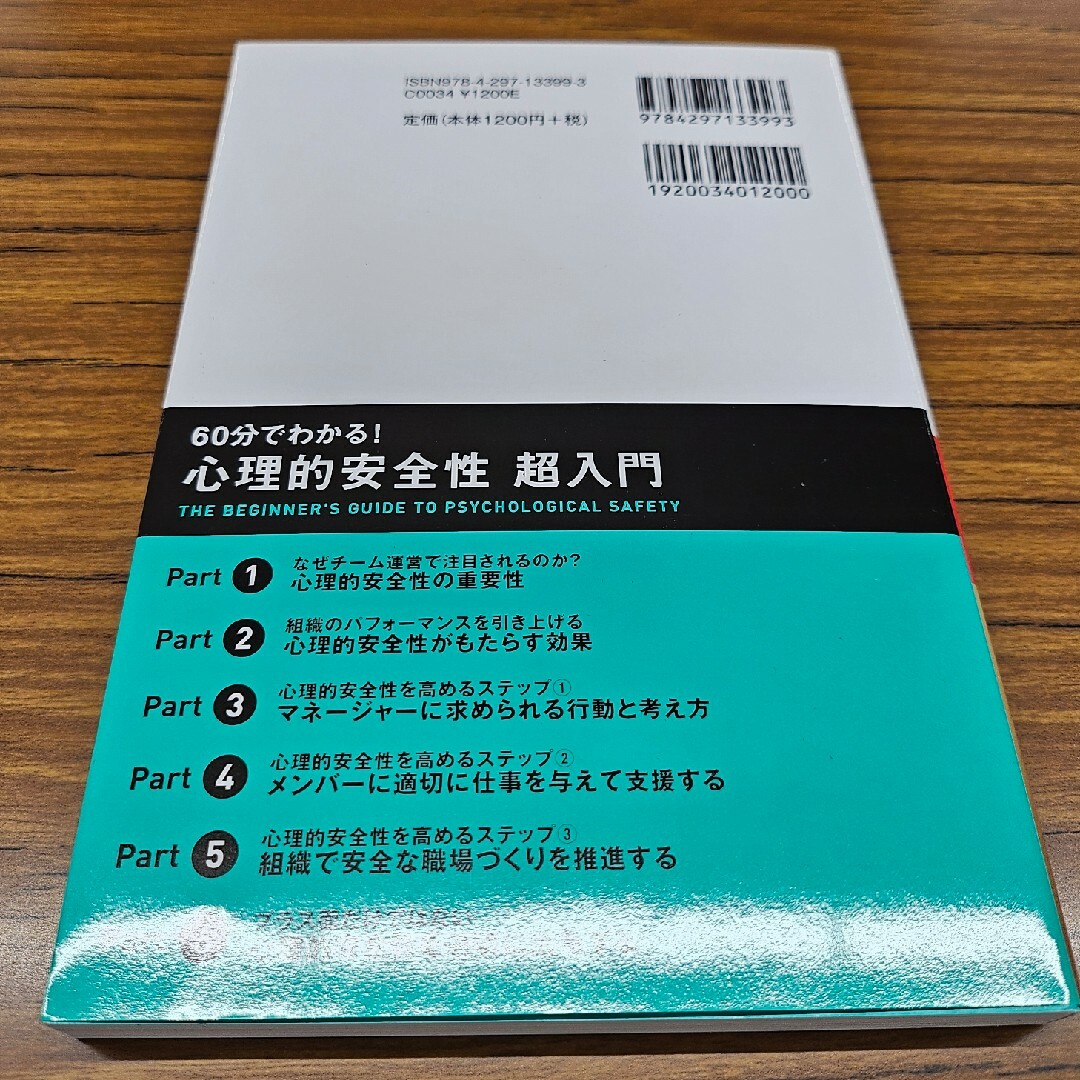 ISBN978-4-297-13399-3
C0034 ¥1200E
定価(本体1200円+税)
9784297133993
1920034012000
60分でわかる!
心理的安全性 超入門
THE BEGINNER'S GUIDE TO PSYCHOLOGICAL SAFETY
Part 1 なぜチーム運営で注目されるのか?
心理的安全性の重要性
Part 2 組織のパフォーマンスを引き上げる
心理的安全性がもたらす効果
Part 3 心理的安全性を高めるステップ①
マネージャーに求められる行動と考え方
Part 4 心理的安全性を高めるステップ②
メンバーに適切に仕事を与えて支援する
Part 5 心理的安全性を高めるステップ③
組織で安全な職場づくりを推進する